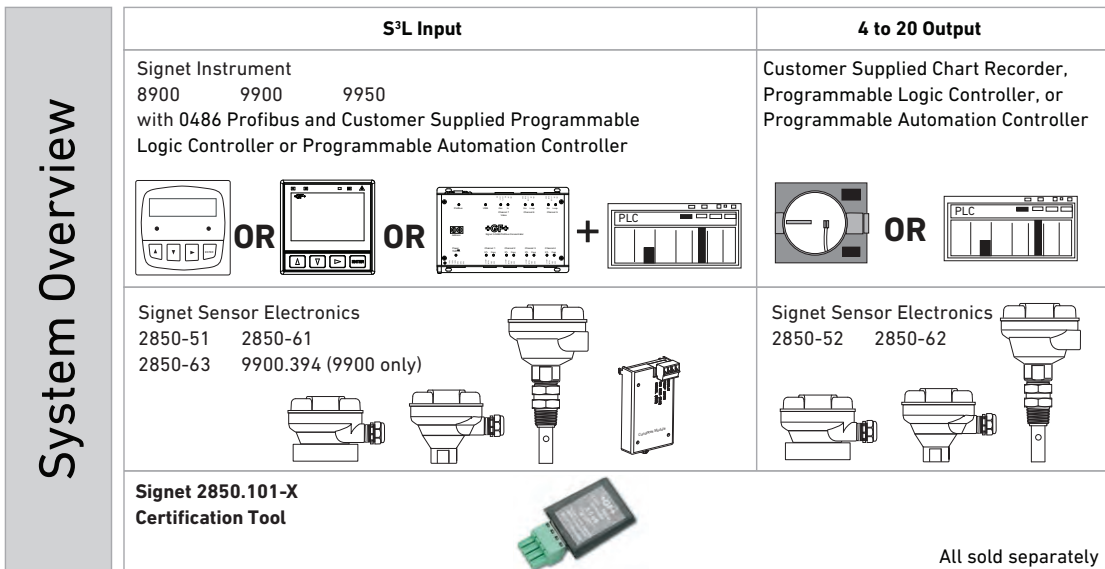 System Overview
S³L Input
4 to 20 Output
Signet Instrument
8900 9900 9950
with 0486 Profibus and Customer Supplied Programmable
Logic Controller or Programmable Automation Controller
OR
OR
+GF+
+
PLC
Customer Supplied Chart Recorder,
Programmable Logic Controller, or
Programmable Automation Controller
OR
PLC
Signet Sensor Electronics
2850-51 2850-61
2850-63 9900.394 (9900 only)
Signet Sensor Electronics
2850-52 2850-62
Signet 2850.101-X
Certification Tool
All sold separately